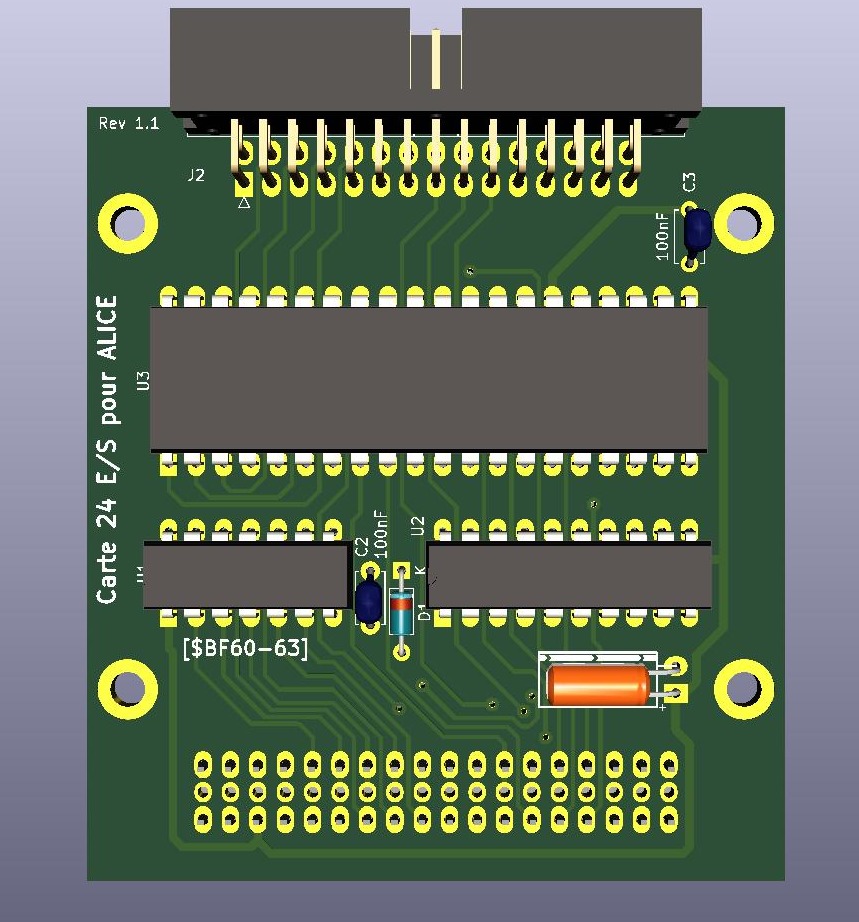 Rev 1.1
J2
C3
100nF
U3
Carte 24 E/S pour ALICE
U2
C2
100nF
K
D1
[$BF60-63]
+